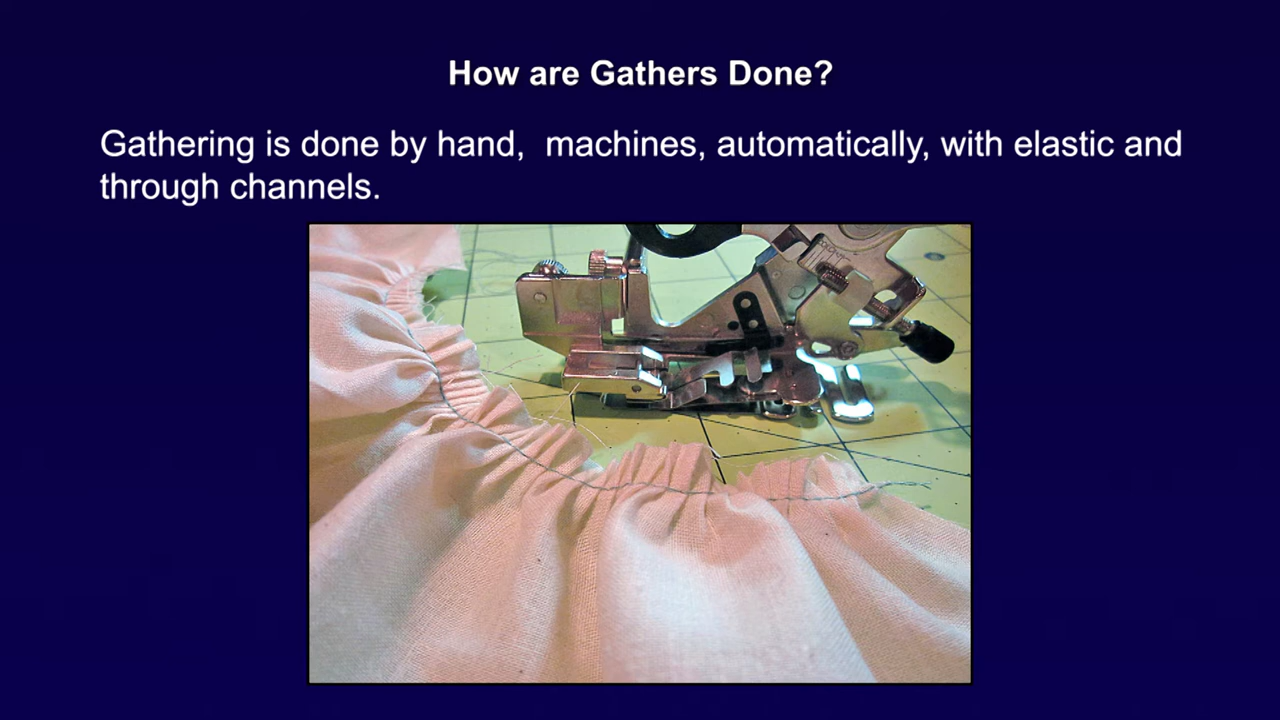 How are Gathers Done?
Gathering is done by hand,  machines, automatically, with elastic and
through channels.